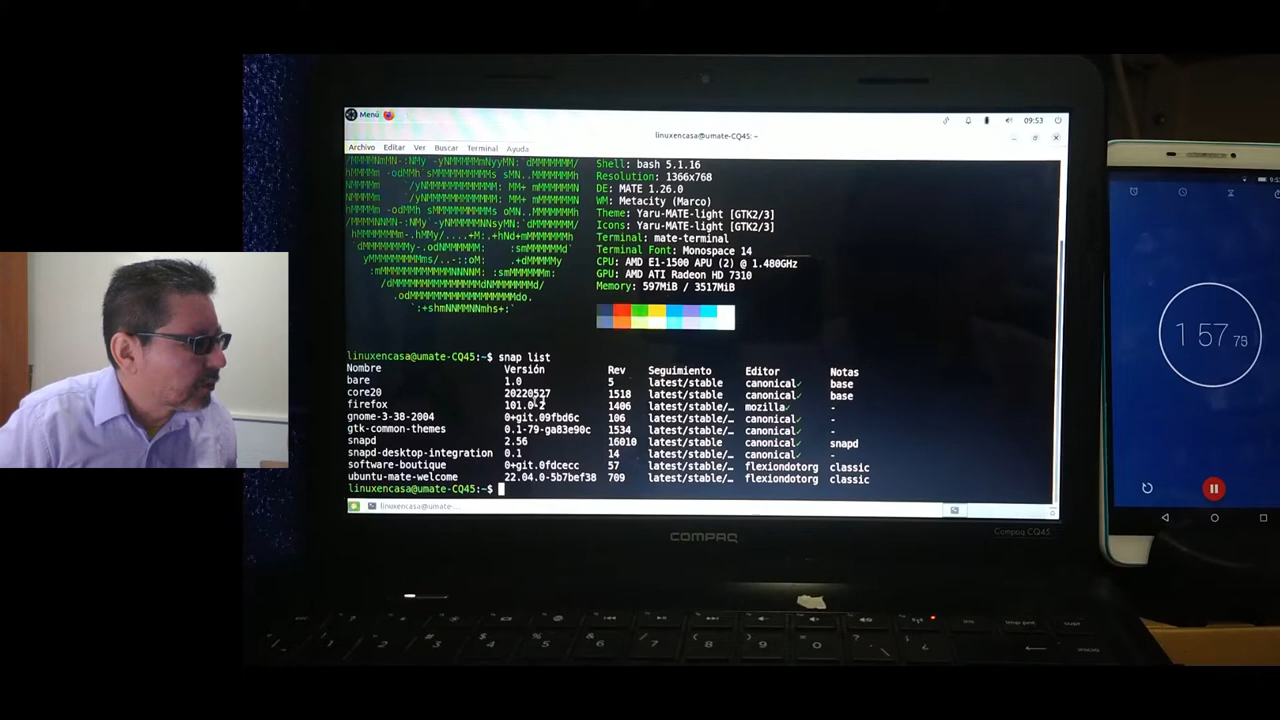 Menú
09:53
linuxencasa@umate-CQ45: ~
Archivo Editar Ver Buscar Terminal Ayuda
Shell: bash 5.1.16
Resolution: 1366x768
DE: MATE 1.26.0
WM: Metacity (Marco)
Theme: Yaru-MATE-light [GTK2/3]
Icons: Yaru-MATE-light [GTK2/3]
Terminal: mate-terminal
Terminal Font: Monospace 14
CPU: AMD E1-1500 APU (2) @ 1.480GHz
GPU: AMD ATI Radeon HD 7310
Memory: 597MiB / 3517MiB
linuxencasa@umate-CQ45:~$ snap list
Nombre Versión Rev Seguimiento Editor Notas
bare 1.0 5 latest/stable canonical✓ base
core20 20220527 1518 latest/stable canonical✓ base
firefox 101.0-2 1406 latest/stable/… mozilla✓ -
gnome-3-38-2004 0+git.09fbd6c 106 latest/stable/… canonical✓ -
gtk-common-themes 0.1-79-ga83e90c 1534 latest/stable/… canonical✓ -
snapd 2.56 16010 latest/stable canonical✓ snapd
snapd-desktop-integration 0.1 14 latest/stable/… canonical✓ -
software-boutique 0+git.0fdcecc 57 latest/stable/… flexiondotorg classic
ubuntu-mate-welcome 22.04.0-5b7bef38 709 latest/stable/… flexiondotorg classic
linuxencasa@umate-CQ45:~$
linuxencasa@umate-...
COMPAQ
Compaq CQ45
1 57 79